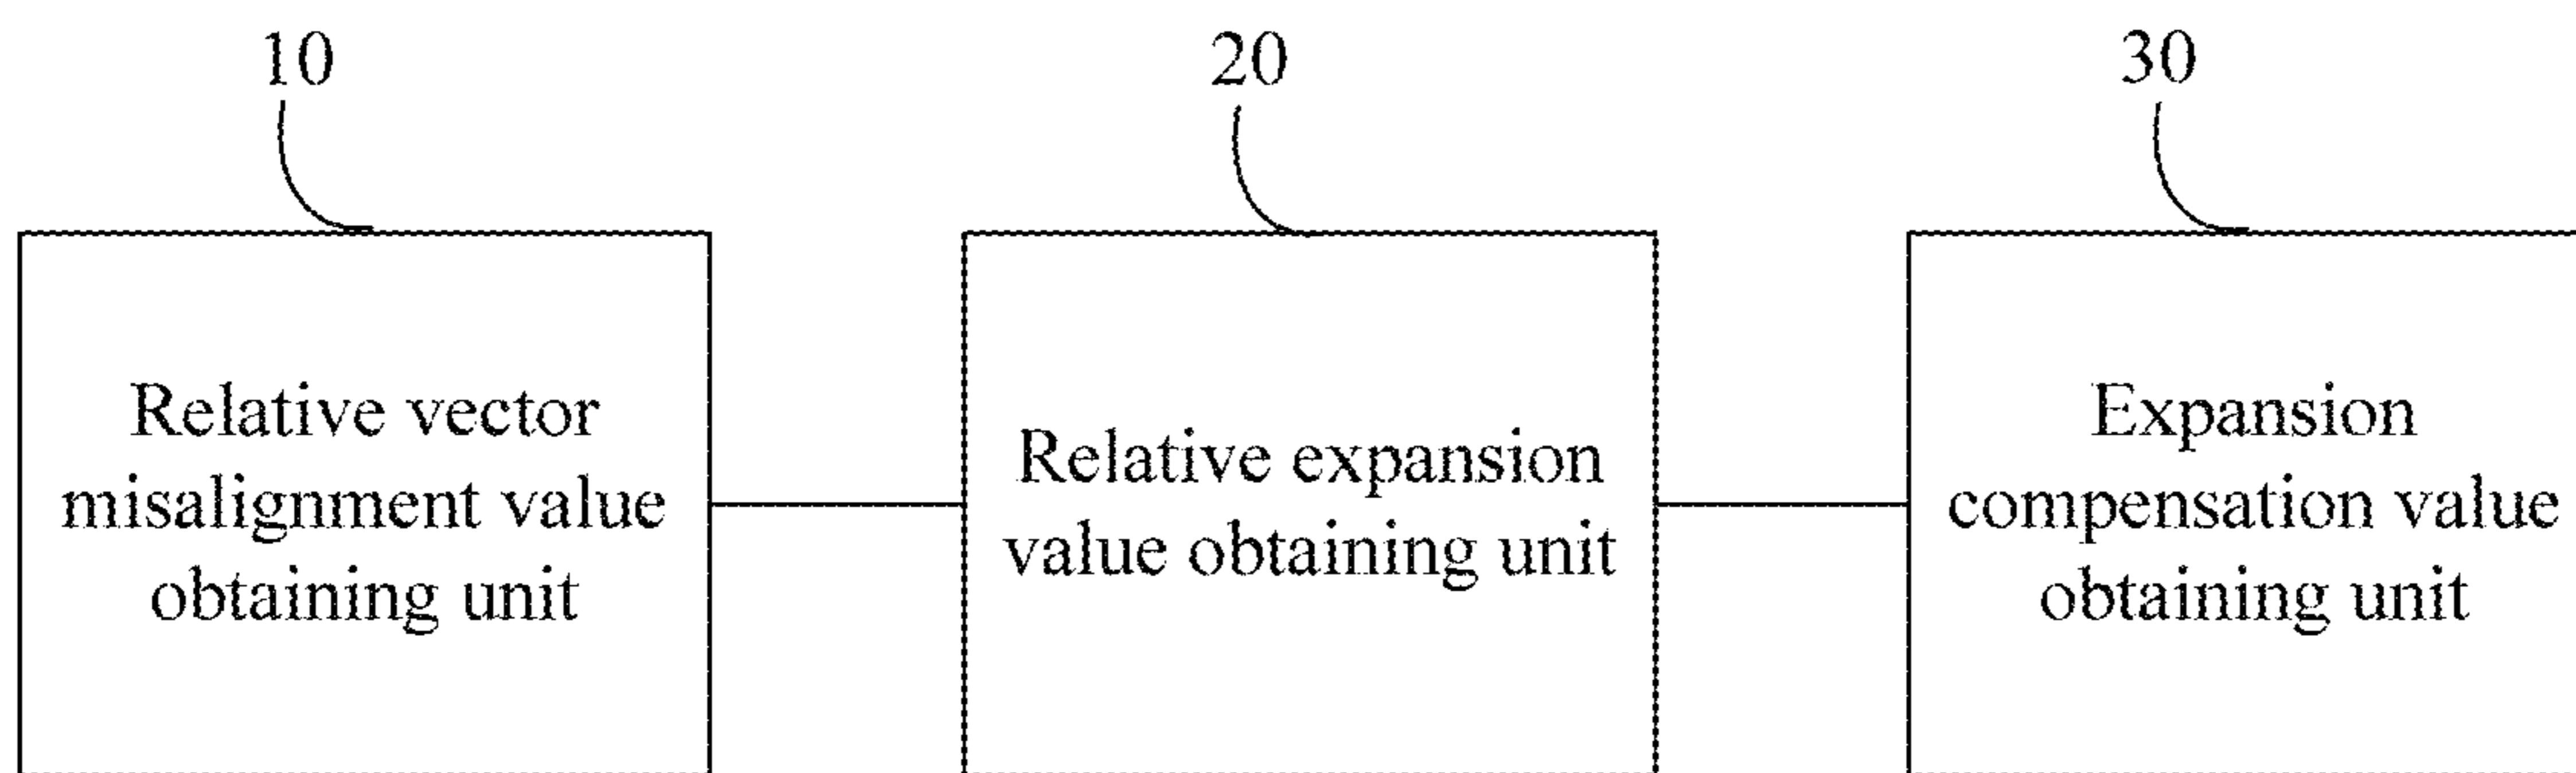 10
20
30
Relative vector
misalignment value
obtaining unit
Relative expansion
value obtaining unit
Expansion
compensation value
obtaining unit